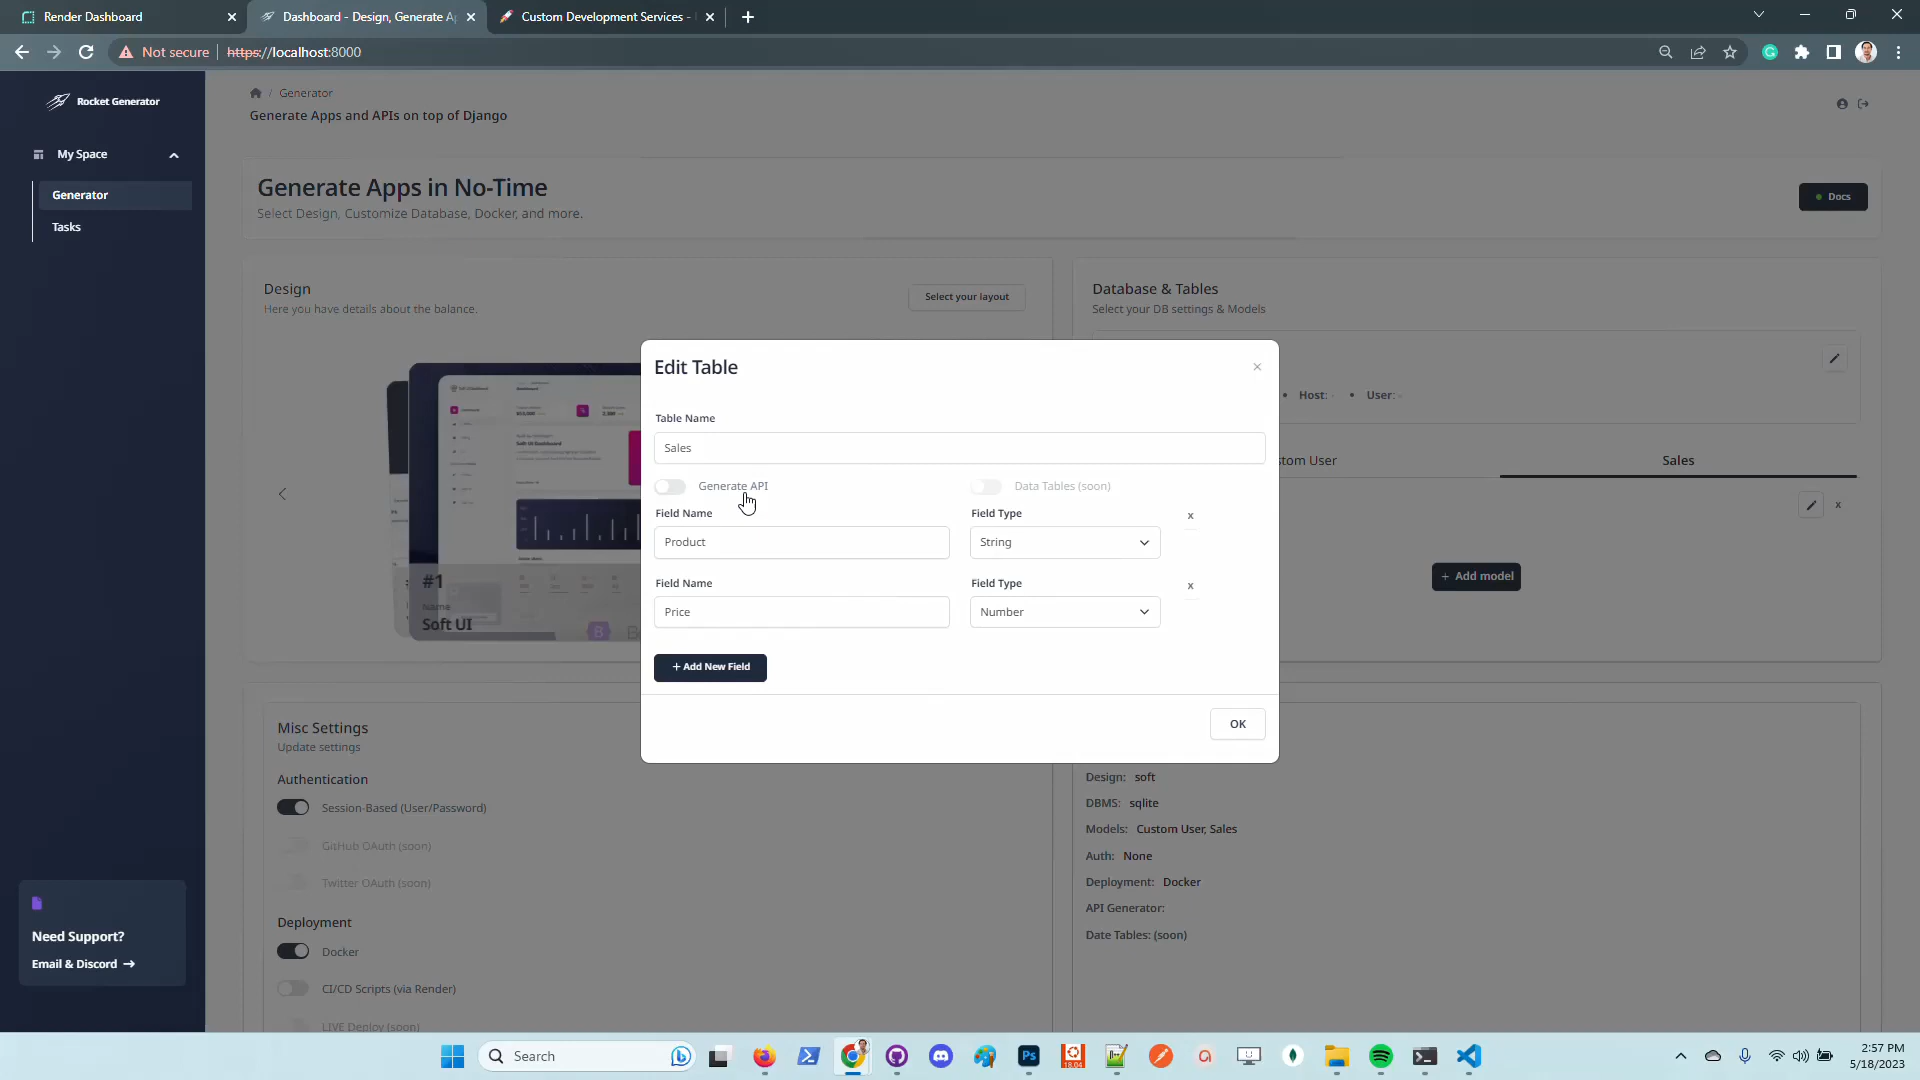 Render Dashboard
Dashboard - Design, Generate Ap
Custom Development Services -
Not secure
https://localhost:8000
Rocket Generator
My Space
Generator
Tasks
Need Support?
Email & Discord →
/ Generator
Generate Apps and APIs on top of Django
Generate Apps in No-Time
Select Design, Customize Database, Docker, and more.
Docs
Design
Here you have details about the balance.
Select your layout
#1
Name
Soft UI
Database & Tables
Select your DB settings & Models
• Host: - • User: -
tom User
Sales
x
+ Add model
Edit Table
×
Table Name
Sales
Generate API
Data Tables (soon)
Field Name
Field Type
x
Product
String
Field Name
Field Type
x
Price
Number
+ Add New Field
OK
Misc Settings
Update settings
Authentication
Session-Based (User/Password)
GitHub OAuth (soon)
Twitter OAuth (soon)
Deployment
Docker
CI/CD Scripts (via Render)
LIVE Deploy (soon)
Design: soft
DBMS: sqlite
Models: Custom User, Sales
Auth: None
Deployment: Docker
API Generator:
Date Tables: (soon)
Search
2:57 PM
5/18/2023